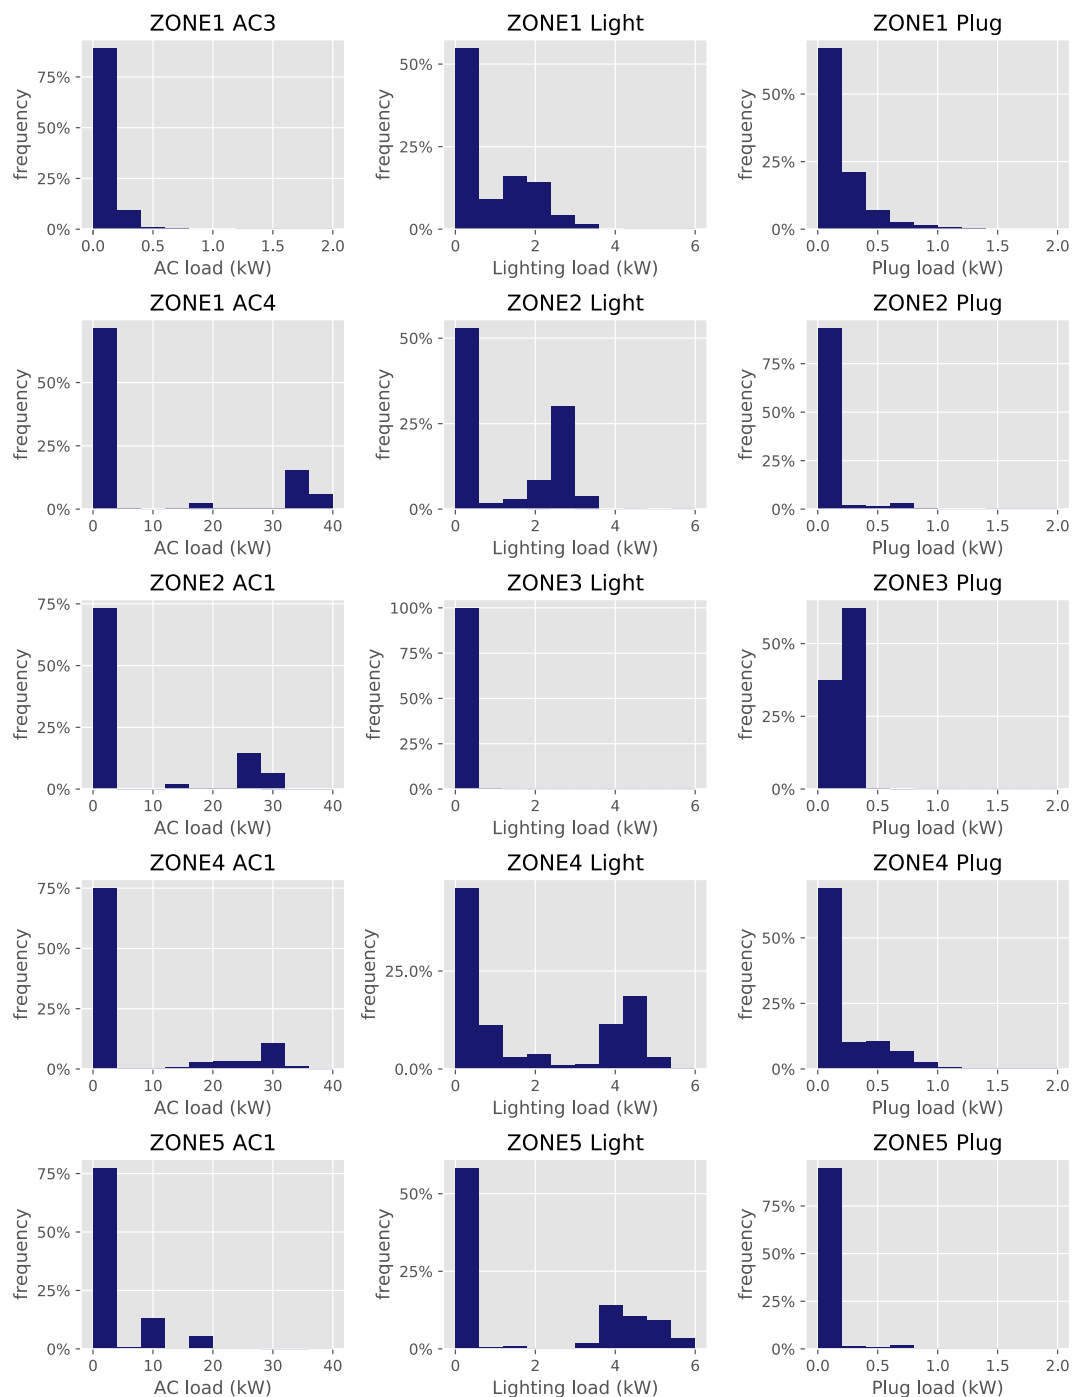 ZONE1 AC3
75%
50%
25%
0%
frequency
0.0 0.5 1.0 1.5 2.0
AC load (kW)
ZONE1 Light
50%
25%
0%
frequency
0 2 4 6
Lighting load (kW)
ZONE1 Plug
50%
25%
0%
frequency
0.0 0.5 1.0 1.5 2.0
Plug load (kW)
ZONE1 AC4
50%
25%
0%
frequency
0 10 20 30 40
AC load (kW)
ZONE2 Light
50%
25%
0%
frequency
0 2 4 6
Lighting load (kW)
ZONE2 Plug
75%
50%
25%
0%
frequency
0.0 0.5 1.0 1.5 2.0
Plug load (kW)
ZONE2 AC1
75%
50%
25%
0%
frequency
0 10 20 30 40
AC load (kW)
ZONE3 Light
100%
75%
50%
25%
0%
frequency
0 2 4 6
Lighting load (kW)
ZONE3 Plug
50%
25%
0%
frequency
0.0 0.5 1.0 1.5 2.0
Plug load (kW)
ZONE4 AC1
75%
50%
25%
0%
frequency
0 10 20 30 40
AC load (kW)
ZONE4 Light
25.0%
0.0%
frequency
0 2 4 6
Lighting load (kW)
ZONE4 Plug
50%
25%
0%
frequency
0.0 0.5 1.0 1.5 2.0
Plug load (kW)
ZONE5 AC1
75%
50%
25%
0%
frequency
0 10 20 30 40
AC load (kW)
ZONE5 Light
50%
25%
0%
frequency
0 2 4 6
Lighting load (kW)
ZONE5 Plug
75%
50%
25%
0%
frequency
0.0 0.5 1.0 1.5 2.0
Plug load (kW)